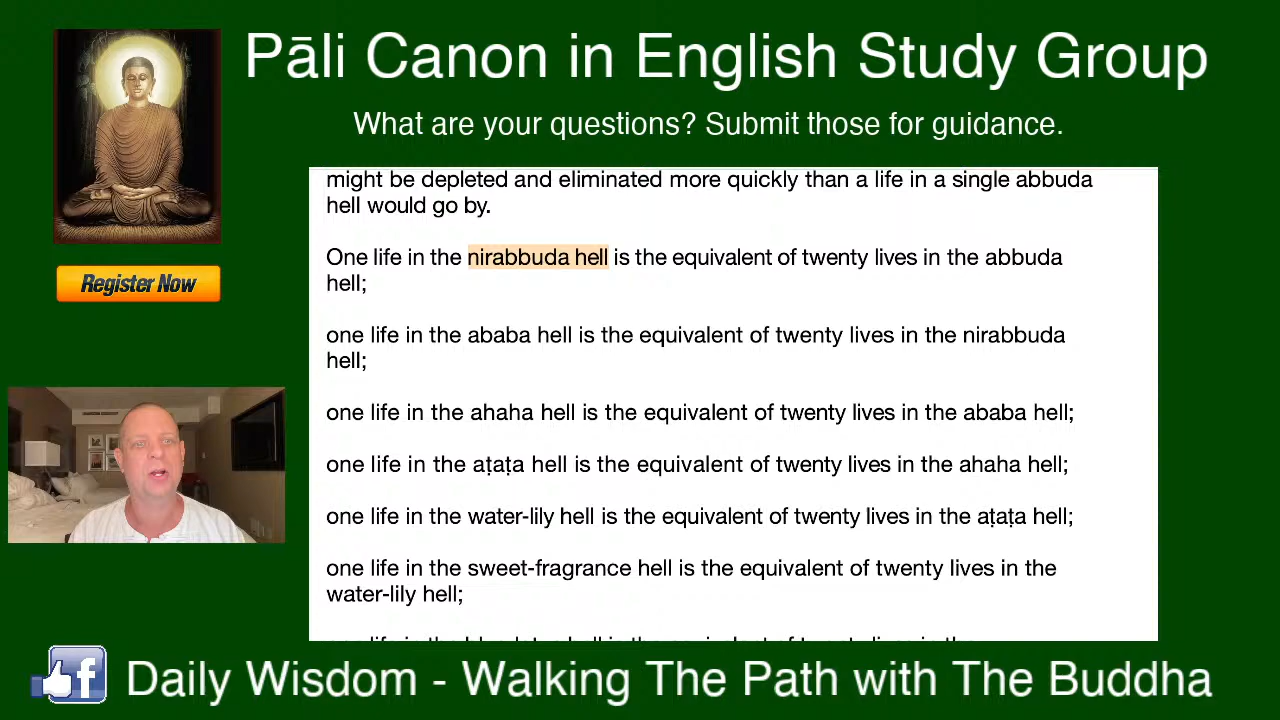 Pāli Canon in English Study Group
What are your questions? Submit those for guidance.
Register Now
might be depleted and eliminated more quickly than a life in a single abbuda
hell would go by.
One life in the nirabbuda hell is the equivalent of twenty lives in the abbuda
hell;
one life in the ababa hell is the equivalent of twenty lives in the nirabbuda
hell;
one life in the ahaha hell is the equivalent of twenty lives in the ababa hell;
one life in the aṭaṭa hell is the equivalent of twenty lives in the ahaha hell;
one life in the water-lily hell is the equivalent of twenty lives in the aṭaṭa hell;
one life in the sweet-fragrance hell is the equivalent of twenty lives in the
water-lily hell;
f
Daily Wisdom - Walking The Path with The Buddha